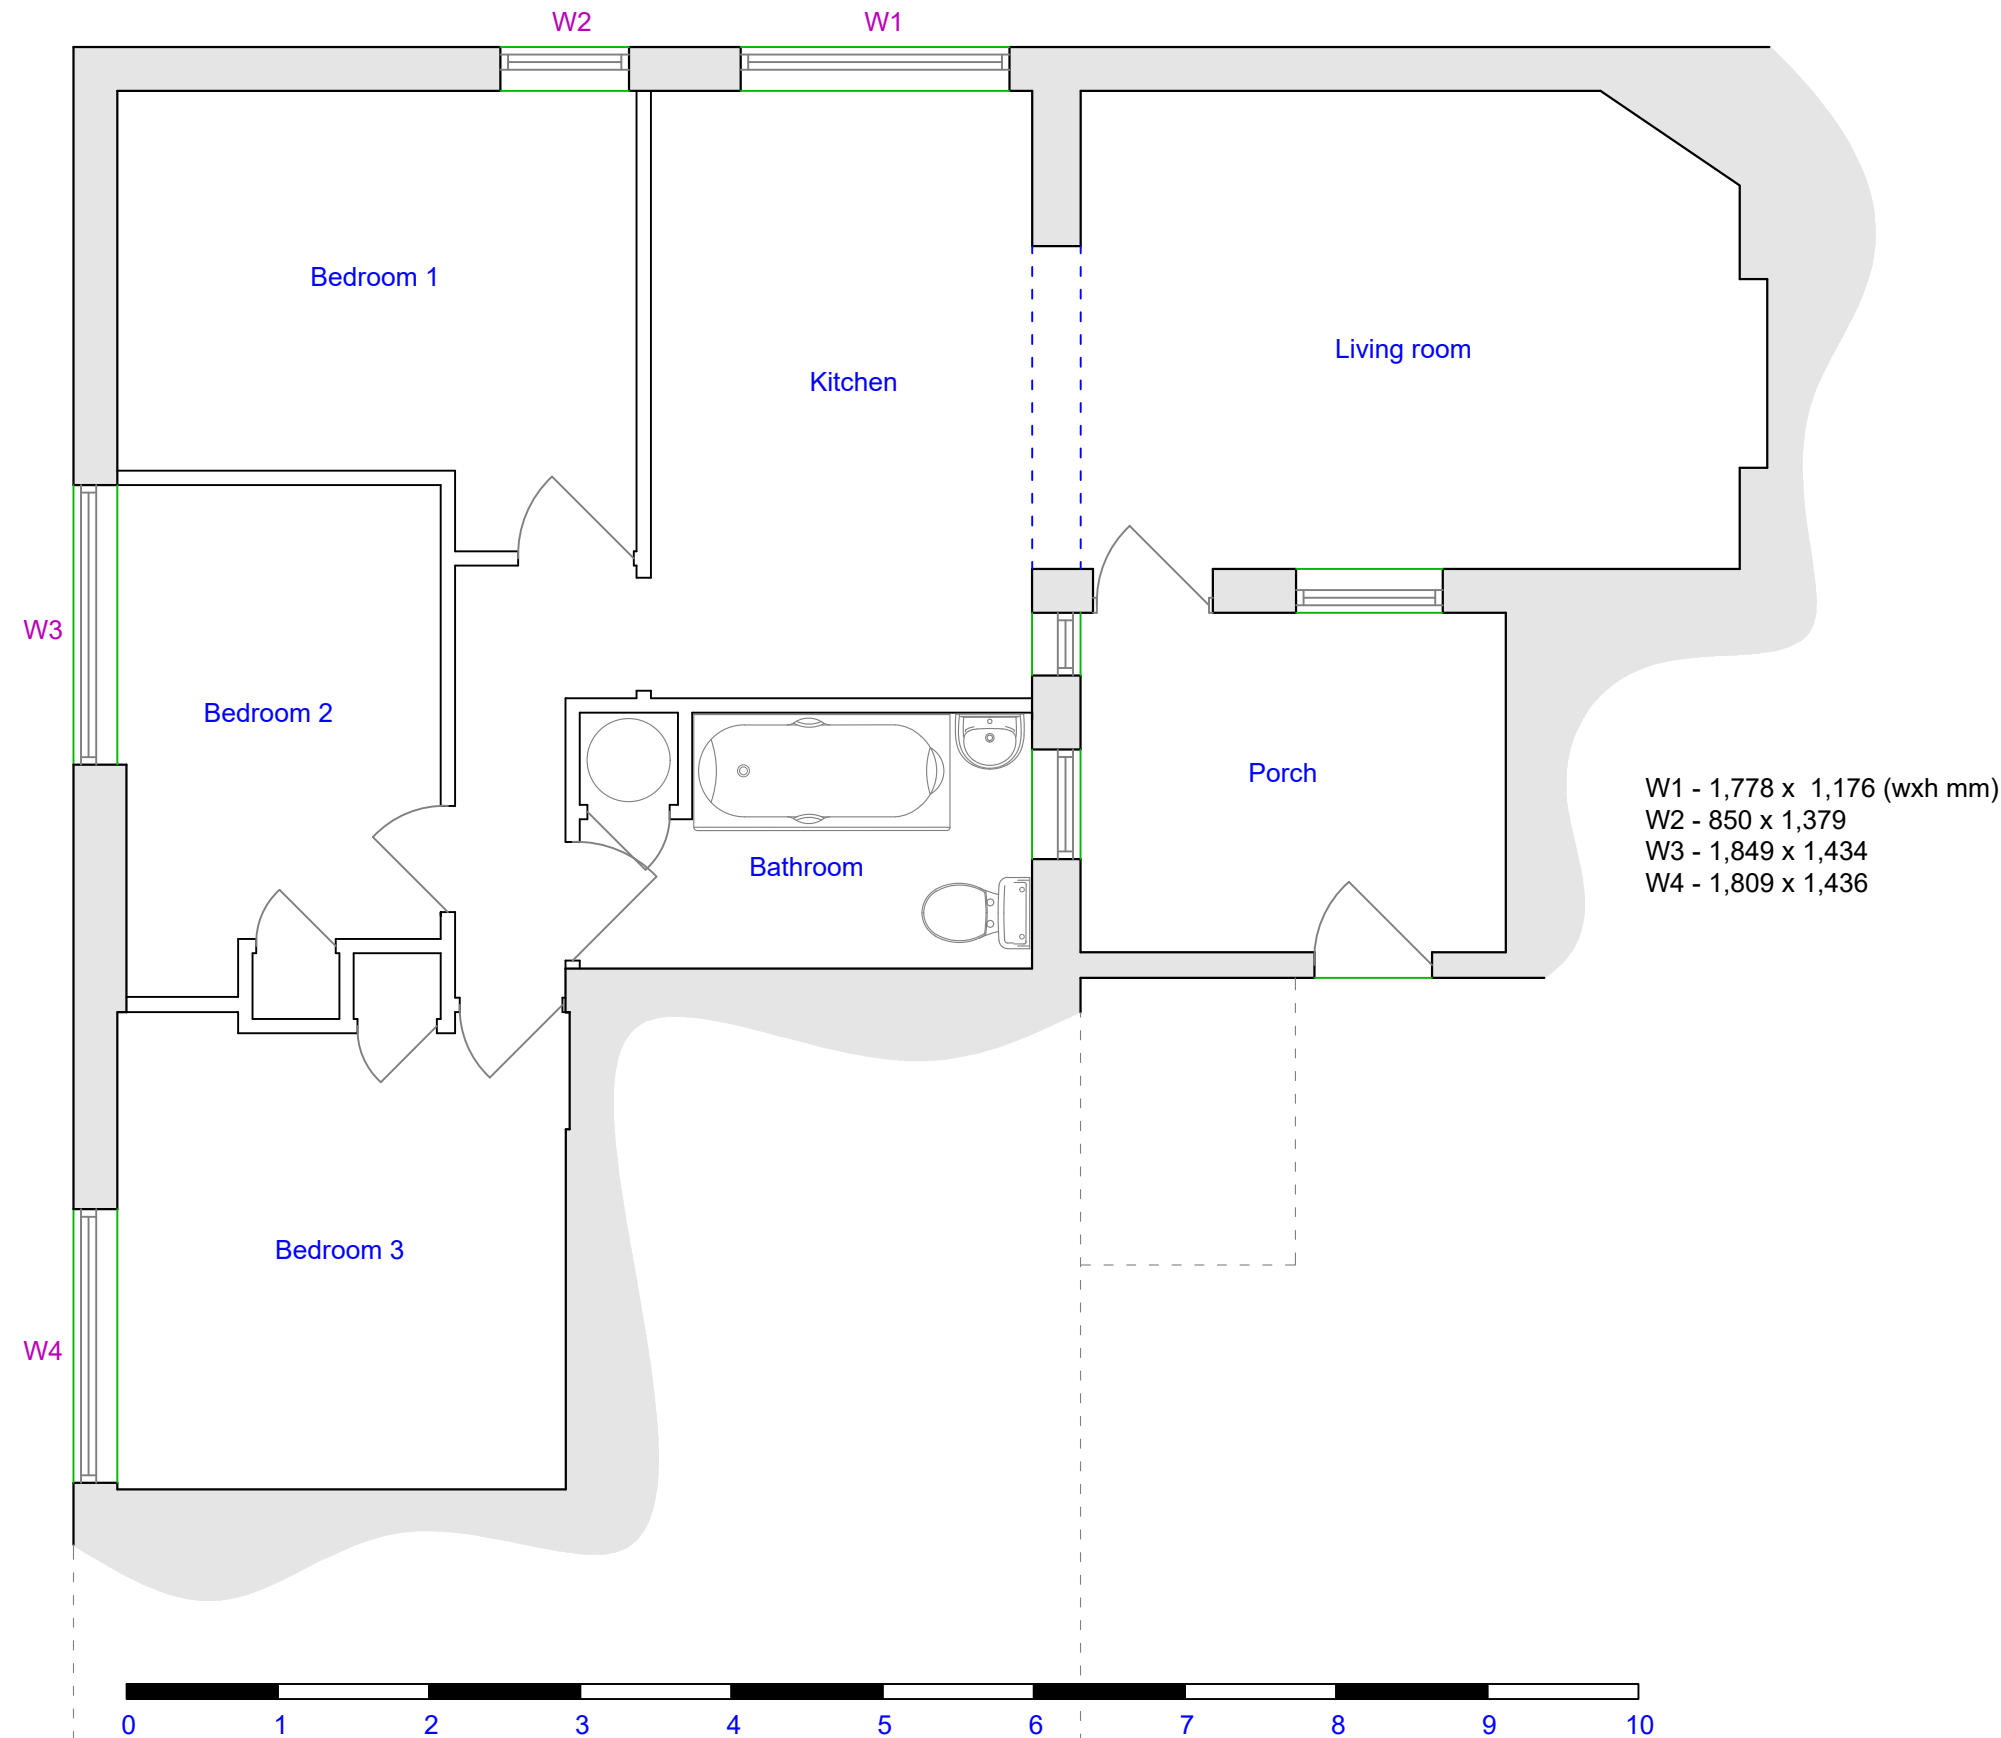 W2 W1
Bedroom 1
Living room
Kitchen
W3
Bedroom 2
Porch
W1 - 1,778 x  1,176 (wxh mm)
W2 - 850 x 1,379
W3 - 1,849 x 1,434
W4 - 1,809 x 1,436
Bathroom
Bedroom 3
W4
0 1 2 3 4 5 6 7 8 9 10